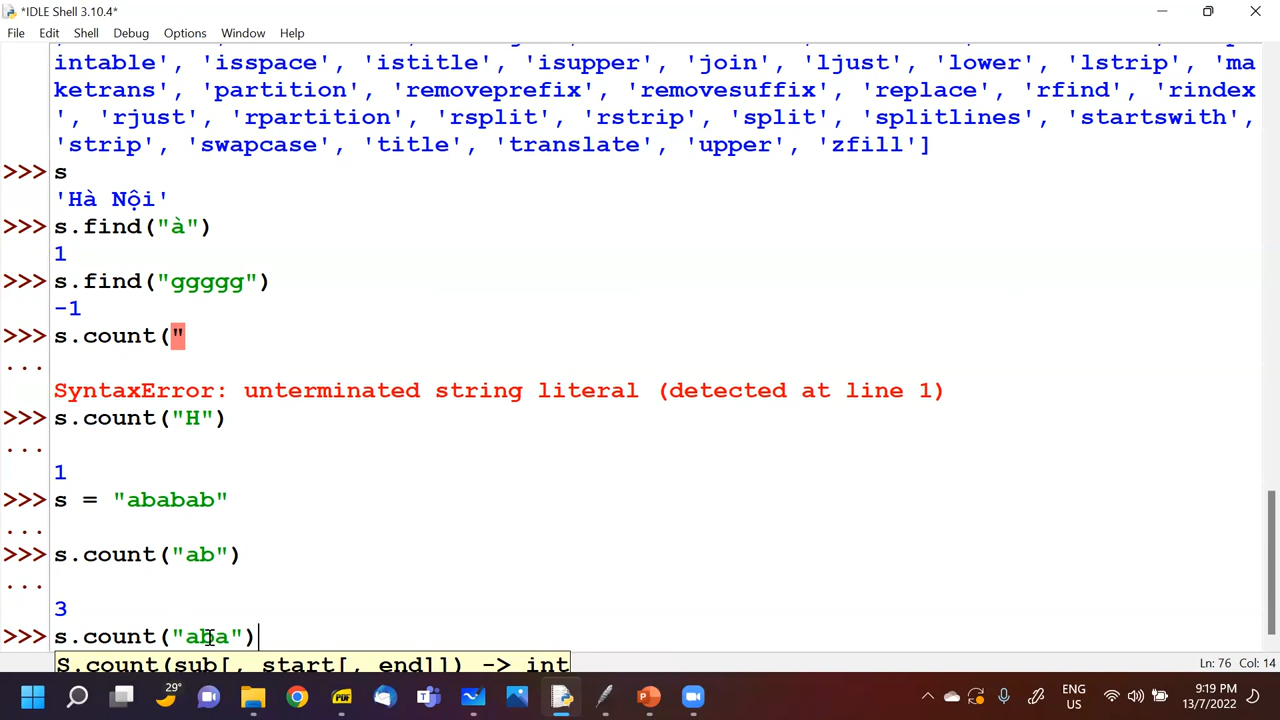 *IDLE Shell 3.10.4*
File Edit Shell Debug Options Window Help
intable', 'isspace', 'istitle', 'isupper', 'join', 'ljust', 'lower', 'lstrip', 'ma
ketrans', 'partition', 'removeprefix', 'removesuffix', 'replace', 'rfind', 'rindex
', 'rjust', 'rpartition', 'rsplit', 'rstrip', 'split', 'splitlines', 'startswith',
'strip', 'swapcase', 'title', 'translate', 'upper', 'zfill']
>>> s
'Hà Nội'
>>> s.find("à")
1
>>> s.find("ggggg")
-1
>>> s.count("
...
SyntaxError: unterminated string literal (detected at line 1)
>>> s.count("H")
...
1
>>> s = "ababab"
...
>>> s.count("ab")
...
3
>>> s.count("aba")
S.count(sub[, start[, end]]) -> int
Ln: 76 Col: 14
29°
ENG
US
9:19 PM
13/7/2022